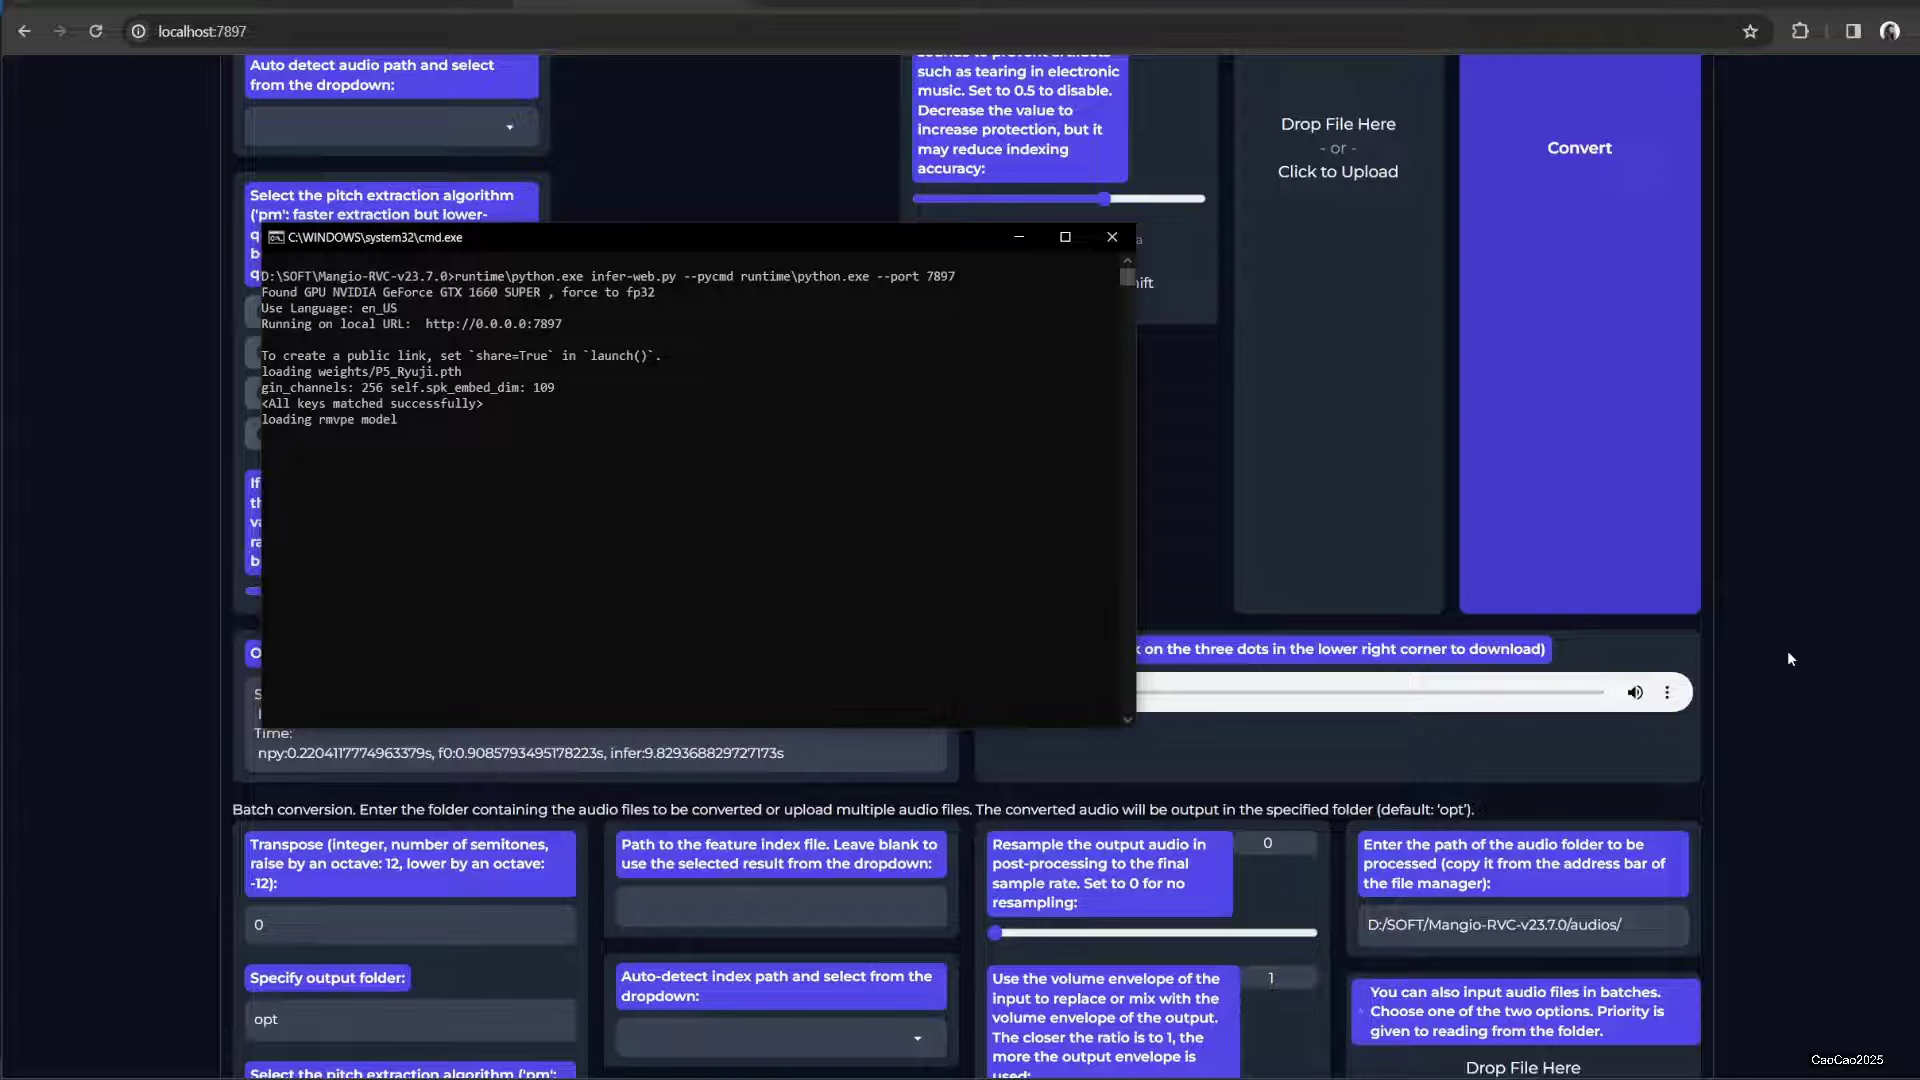 localhost:7897
Auto detect audio path and select
from the dropdown:
Select the pitch extraction algorithm
('pm': faster extraction but lower-
such as tearing in electronic
music. Set to 0.5 to disable.
Decrease the value to
increase protection, but it
may reduce indexing
accuracy:
Drop File Here
- or -
Click to Upload
Convert
C:\WINDOWS\system32\cmd.exe
D:\SOFT\Mangio-RVC-v23.7.0>runtime\python.exe infer-web.py --pycmd runtime\python.exe --port 7897
Found GPU NVIDIA GeForce GTX 1660 SUPER , force to fp32
Use Language: en_US
Running on local URL:  http://0.0.0.0:7897
To create a public link, set `share=True` in `launch()`.
loading weights/P5_Ryuji.pth
gin_channels: 256 self.spk_embed_dim: 109
<All keys matched successfully>
loading rmvpe model
If
on the three dots in the lower right corner to download)
Time:
npy:0.2204117774963379s, f0:0.9085793495178223s, infer:9.829368829727173s
Batch conversion. Enter the folder containing the audio files to be converted or upload multiple audio files. The converted audio will be output in the specified folder (default: 'opt').
Transpose (integer, number of semitones,
raise by an octave: 12, lower by an octave:
-12):
0
Specify output folder:
opt
Select the pitch extraction algorithm ('pm':
Path to the feature index file. Leave blank to
use the selected result from the dropdown:
Auto-detect index path and select from the
dropdown:
Resample the output audio in
post-processing to the final
sample rate. Set to 0 for no
resampling:
0
Use the volume envelope of the
input to replace or mix with the
volume envelope of the output.
The closer the ratio is to 1, the
more the output envelope is
used:
1
Enter the path of the audio folder to be
processed (copy it from the address bar of
the file manager):
D:/SOFT/Mangio-RVC-v23.7.0/audios/
You can also input audio files in batches.
Choose one of the two options. Priority is
given to reading from the folder.
Drop File Here
CaoCao2025